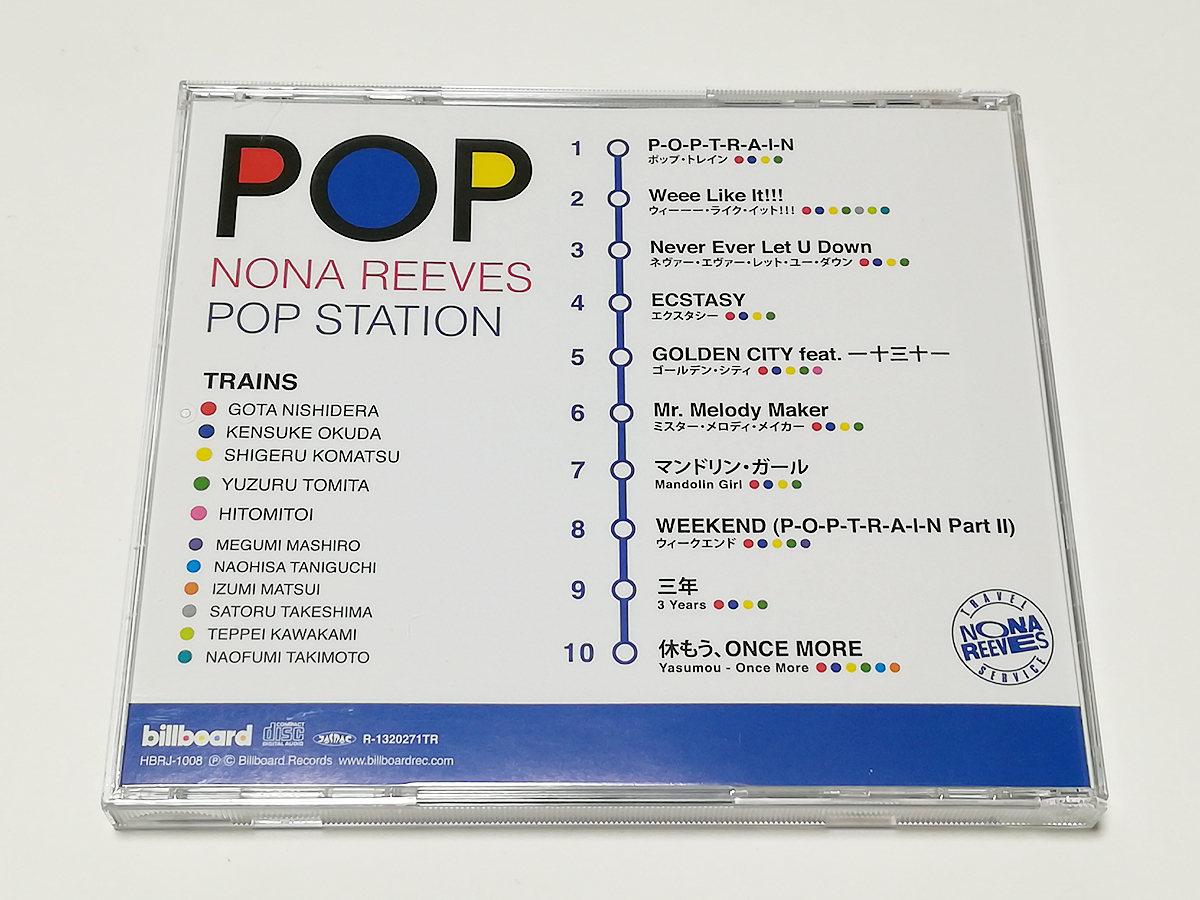 POP
NONA REEVES
POP STATION
TRAINS
GOTA NISHIDERA
KENSUKE OKUDA
SHIGERU KOMATSU
YUZURU TOMITA
HITOMITOI
MEGUMI MASHIRO
NAOHISA TANIGUCHI
IZUMI MATSUI
SATORU TAKESHIMA
TEPPEI KAWAKAMI
NAOFUMI TAKIMOTO
1 P-O-P-T-R-A-I-N
ポップ・トレイン
2 Weee Like It!!!
ウィーーー・ライク・イット!!!
3 Never Ever Let U Down
ネヴァー・エヴァー・レット・ユー・ダウン
4 ECSTASY
エクスタシー
5 GOLDEN CITY feat. 一十三十一
ゴールデン・シティ
6 Mr. Melody Maker
ミスター・メロディ・メイカー
7 マンドリン・ガール
Mandolin Girl
8 WEEKEND (P-O-P-T-R-A-I-N Part II)
ウィークエンド
9 三年
3 Years
10 休もう、ONCE MORE
Yasumou - Once More
TRAVEL
NONA
REEVES
SERVICE
billboard COMPACT disc DIGITAL AUDIO JASRAC R-1320271TR
HBRJ-1008 Ⓟ© Billboard Records www.billboardrec.com